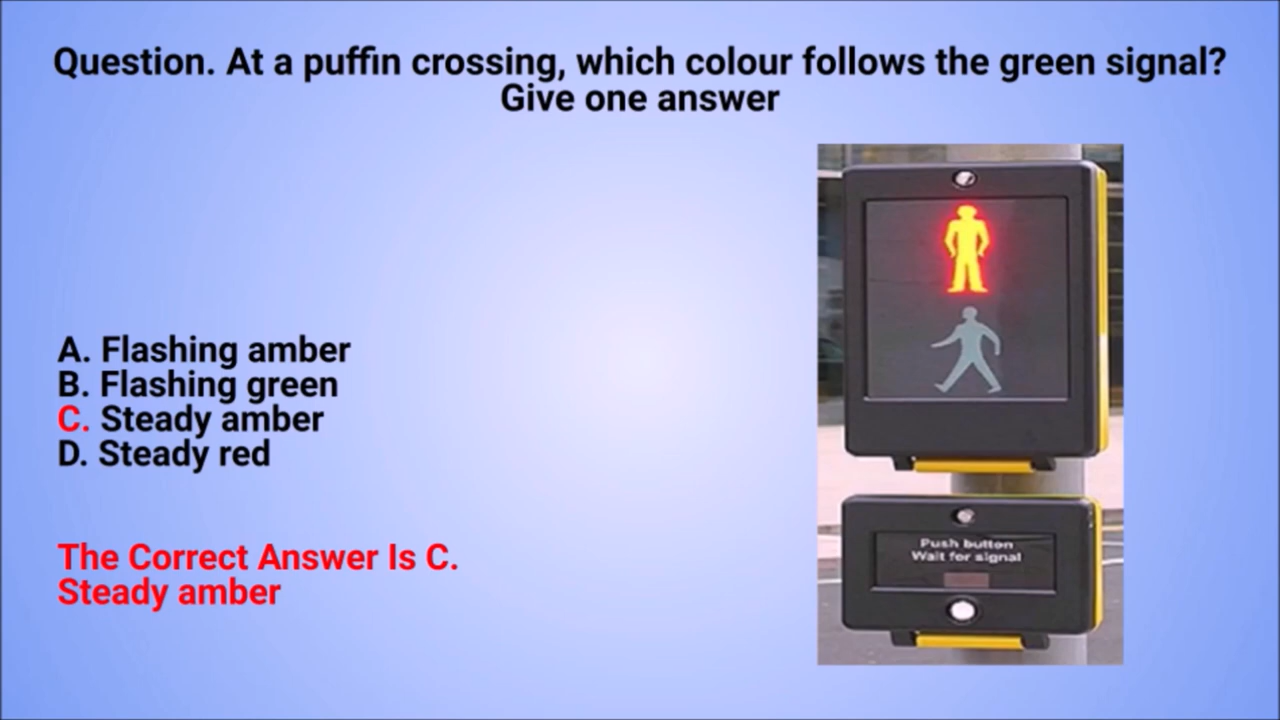 Question. At a puffin crossing, which colour follows the green signal?
Give one answer
A. Flashing amber
B. Flashing green
C. Steady amber
D. Steady red
The Correct Answer Is C.
Steady amber
Push button
Wait for signal